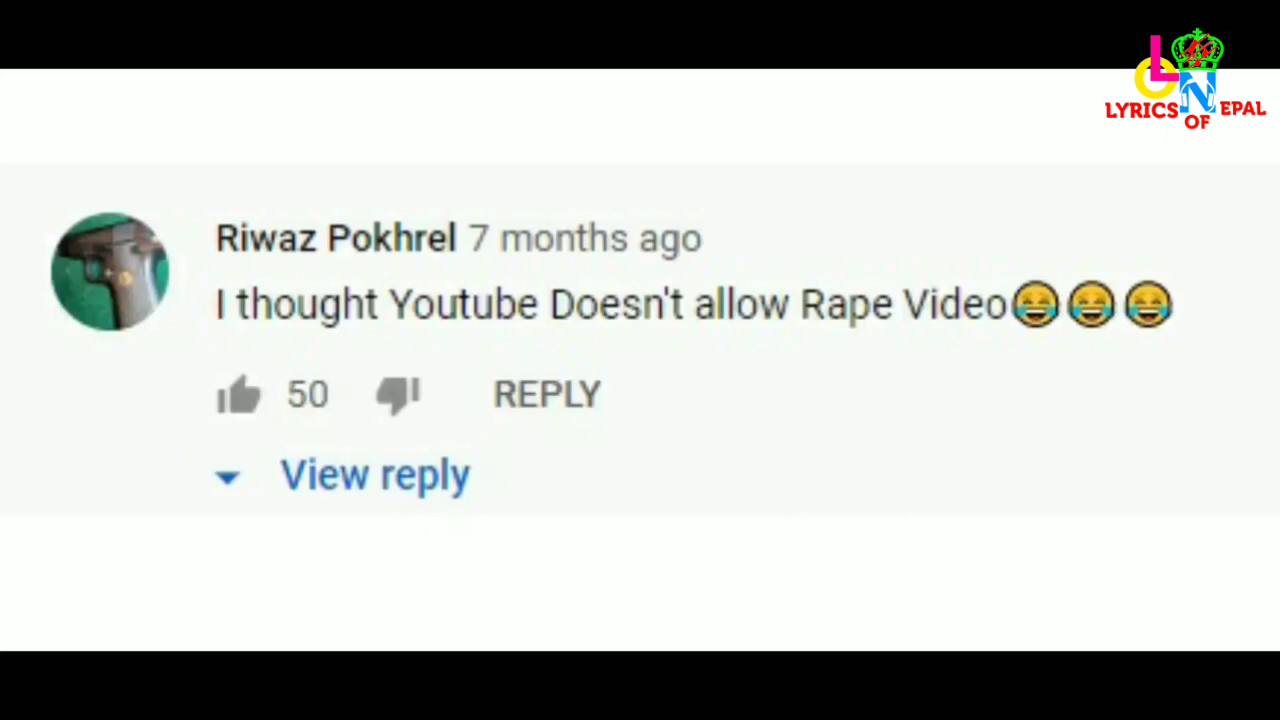 LYRICS OF NEPAL
Riwaz Pokhrel 7 months ago
I thought Youtube Doesn't allow Rape Video😂😂😂
50 REPLY
View reply